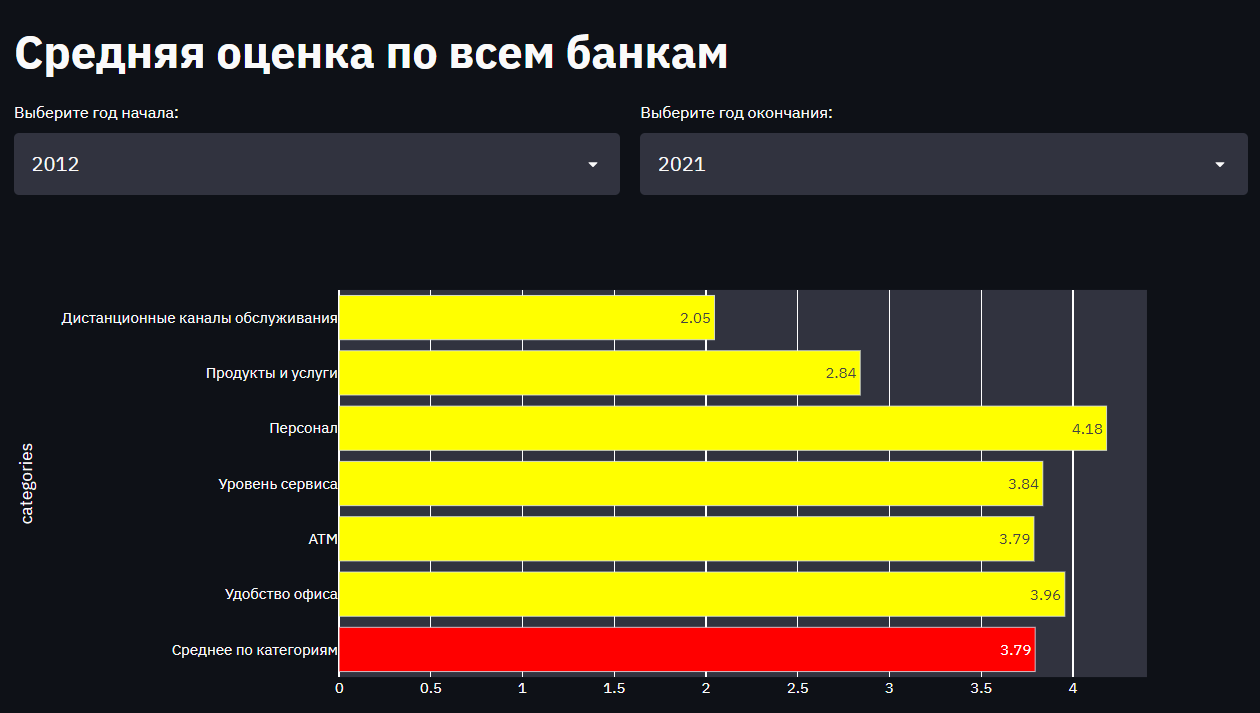 Средняя оценка по всем банкам
Выберите год начала:
Выберите год окончания:
2012
2021
Дистанционные каналы обслуживания
2.05
Продукты и услуги
2.84
Персонал
4.18
Уровень сервиса
3.84
ATM
3.79
Удобство офиса
3.96
Среднее по категориям
3.79
categories
0 0.5 1 1.5 2 2.5 3 3.5 4